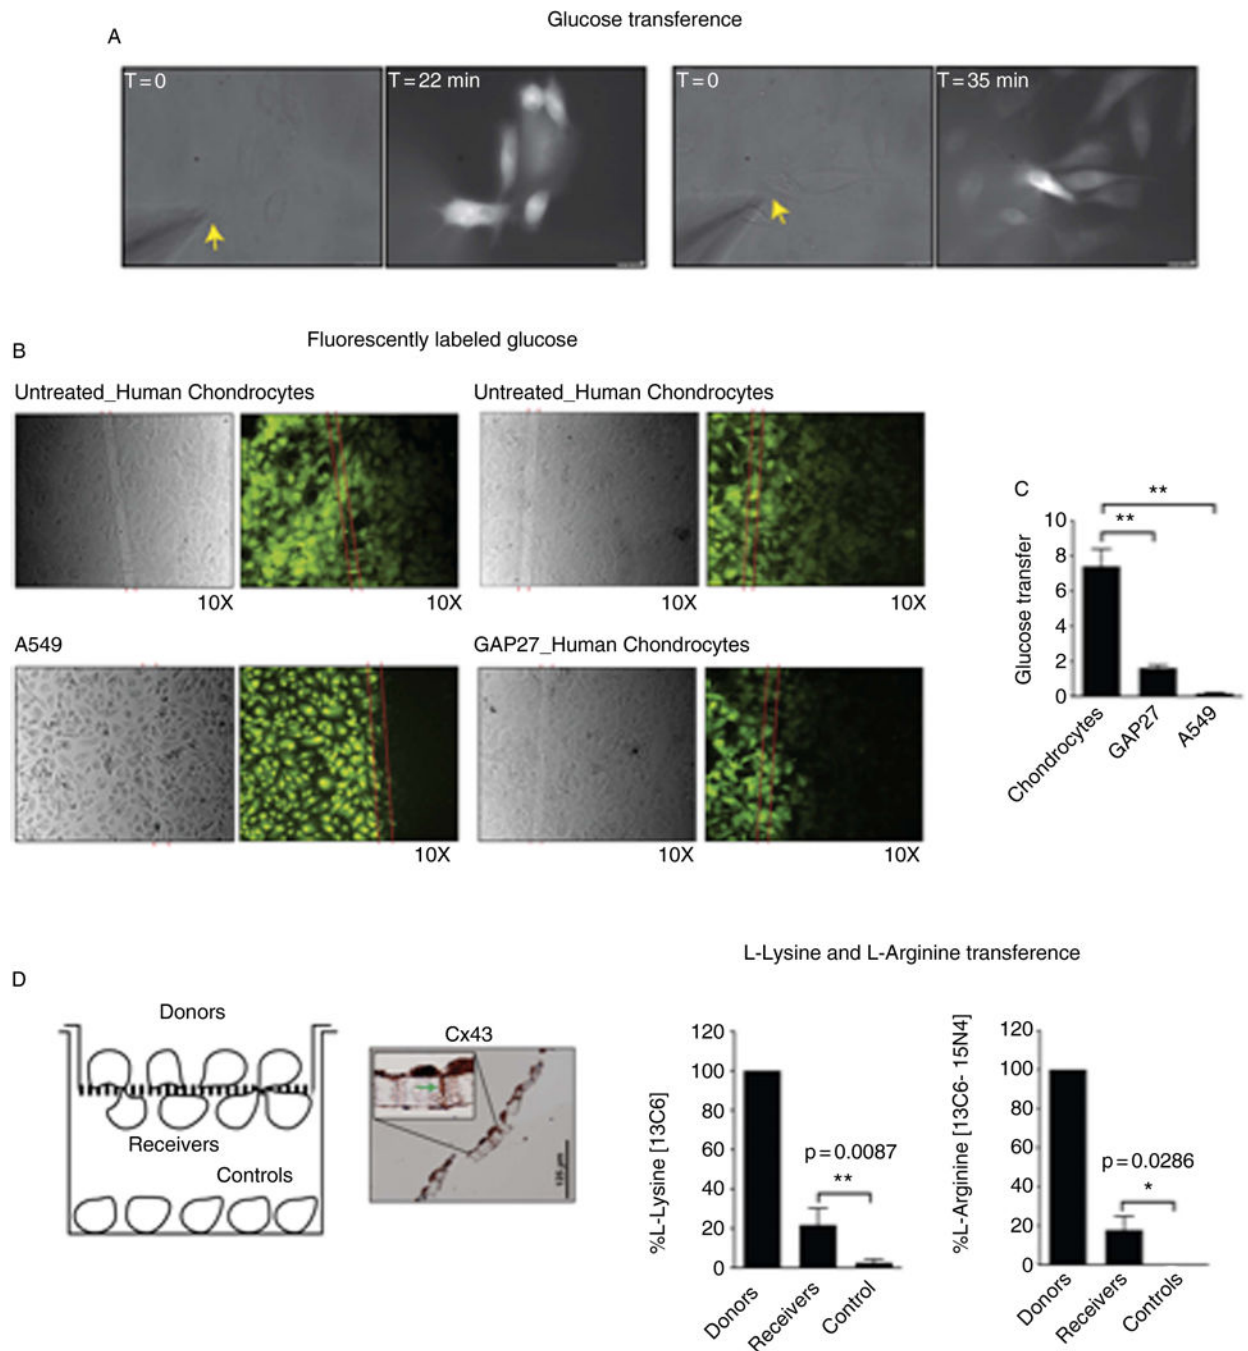 Glucose transference
A
T = 0
T = 22 min
T = 0
T = 35 min
B
Fluorescently labeled glucose
Untreated_Human Chondrocytes
Untreated_Human Chondrocytes
10X
10X
10X
10X
A549
GAP27_Human Chondrocytes
10X
10X
10X
C
**
**
Glucose transfer
10
8
6
4
2
0
Chondrocytes
GAP27
A549
L-Lysine and L-Arginine transference
D
Donors
Receivers
Controls
Cx43
125 µm
%L-Lysine [13C6]
120
100
80
60
40
20
0
p = 0.0087
**
Donors
Receivers
Control
%L-Arginine [13C6- 15N4]
120
100
80
60
40
20
0
p = 0.0286
*
Donors
Receivers
Controls